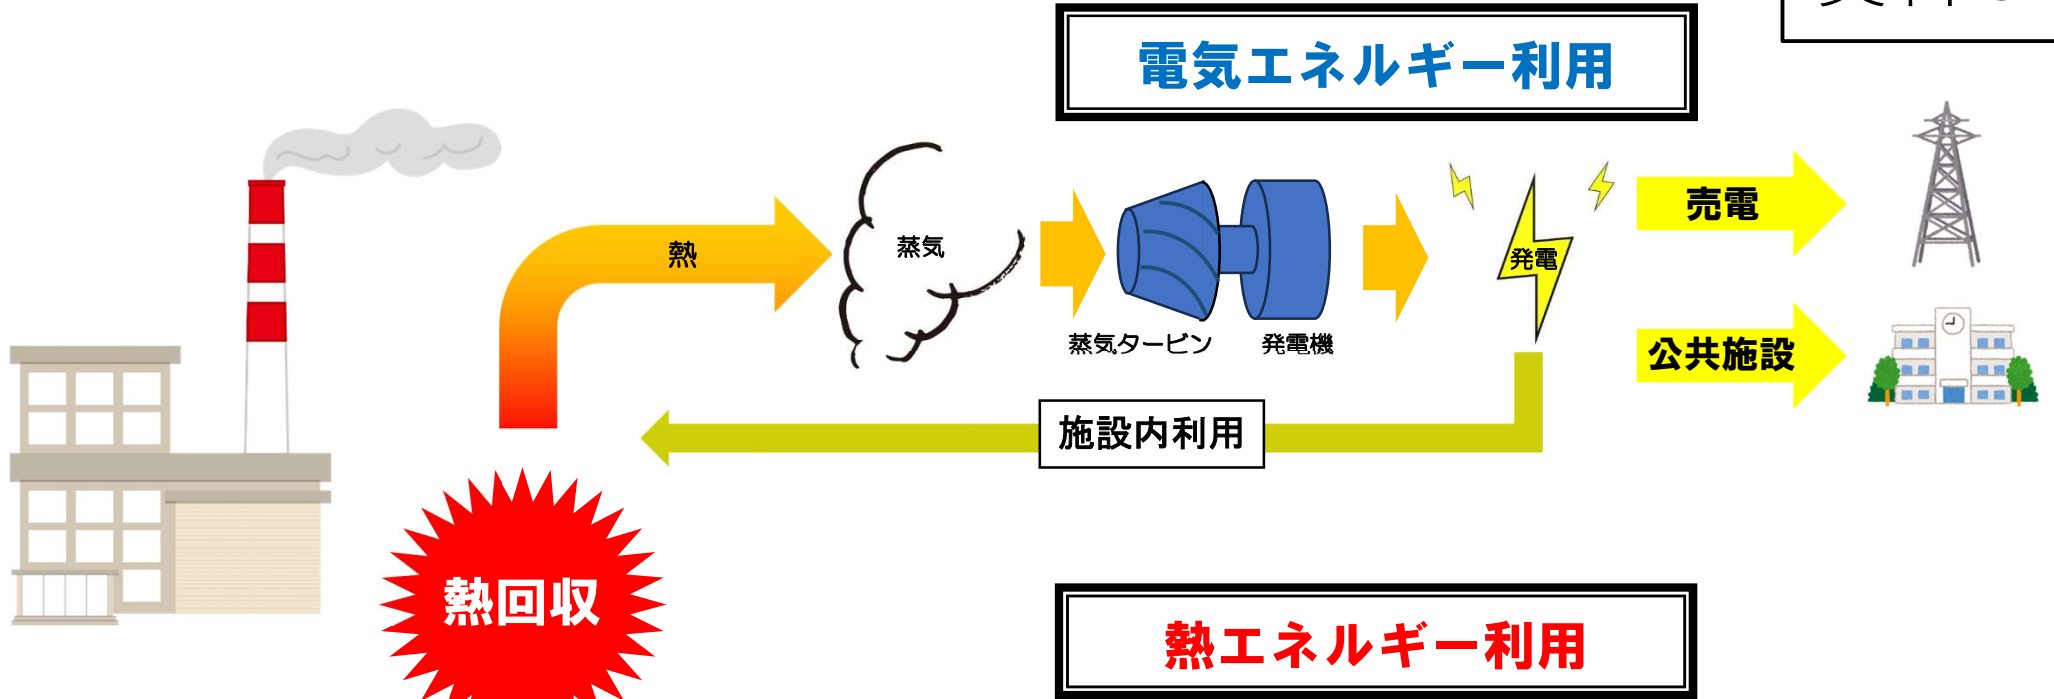 電気エネルギー利用
熱
蒸気
発電
売電
蒸気タービン
発電機
公共施設
施設内利用
熱回収
熱エネルギー利用